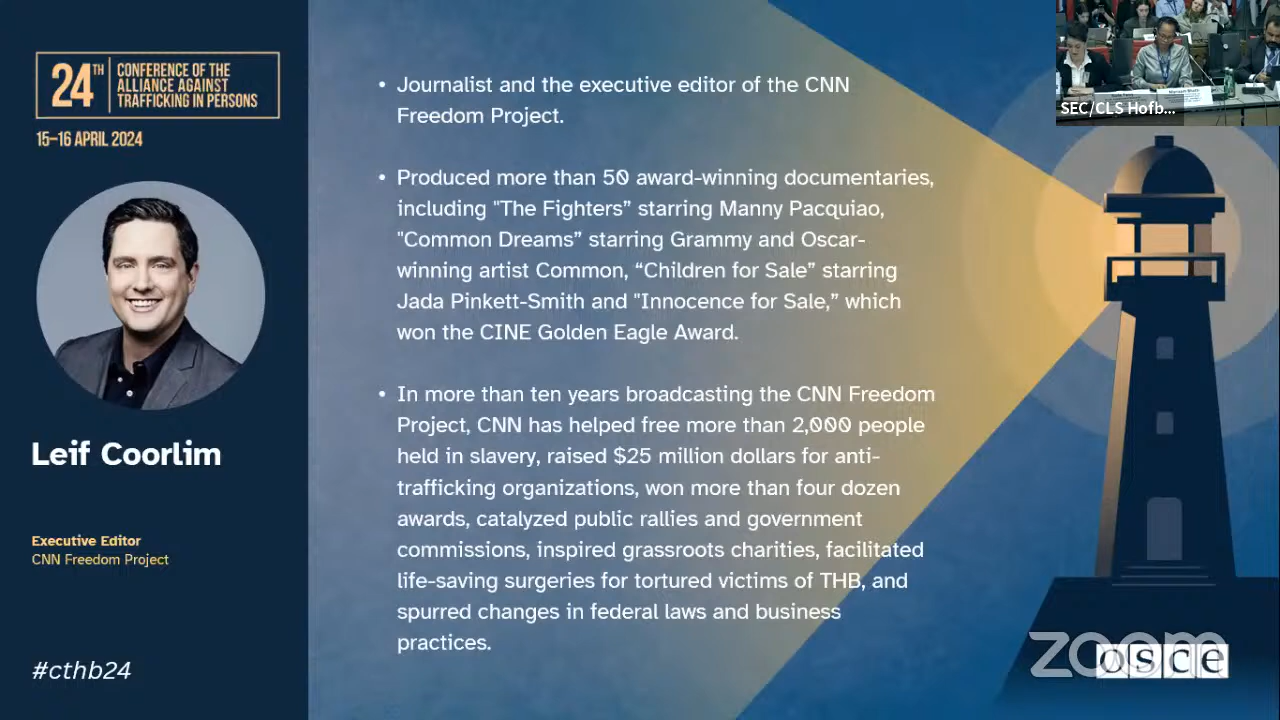 24TH
CONFERENCE OF THE
ALLIANCE AGAINST
TRAFFICKING IN PERSONS
15–16 APRIL 2024
Leif Coorlim
Executive Editor
CNN Freedom Project
#cthb24
• Journalist and the executive editor of the CNN
Freedom Project.
• Produced more than 50 award-winning documentaries,
including "The Fighters” starring Manny Pacquiao,
"Common Dreams” starring Grammy and Oscar-
winning artist Common, “Children for Sale” starring
Jada Pinkett-Smith and "Innocence for Sale,” which
won the CINE Golden Eagle Award.
• In more than ten years broadcasting the CNN Freedom
Project, CNN has helped free more than 2,000 people
held in slavery, raised $25 million dollars for anti-
trafficking organizations, won more than four dozen
awards, catalyzed public rallies and government
commissions, inspired grassroots charities, facilitated
life-saving surgeries for tortured victims of THB, and
spurred changes in federal laws and business
practices.
SEC/CLS Hofb...
zoom
osce